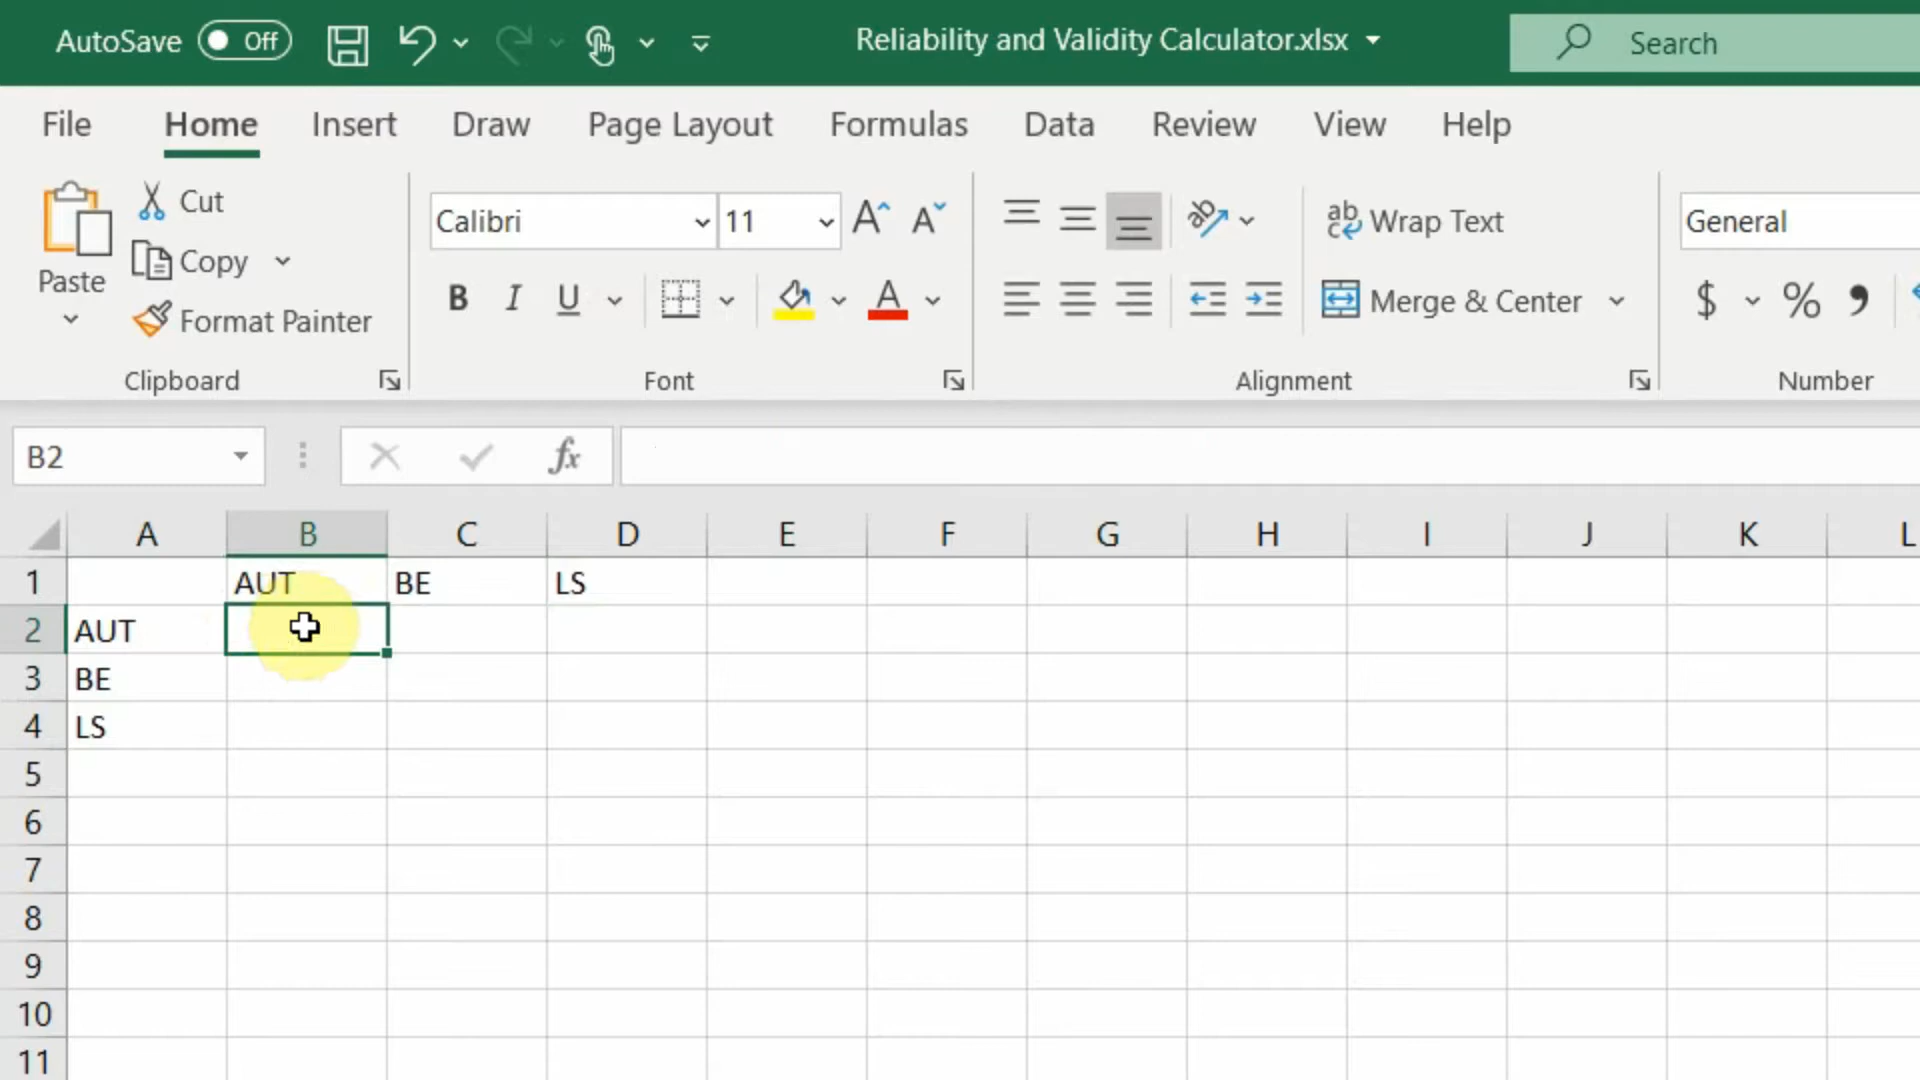 AutoSave Off Reliability and Validity Calculator.xlsx Search
File Home Insert Draw Page Layout Formulas Data Review View Help
Paste
Cut
Copy
Format Painter
Clipboard
Calibri 11
B I U A
Font
Wrap Text
Merge & Center
Alignment
General
$ % ,
Number
B2 fx
A B C D E F G H I J K L
1 AUT BE LS
2 AUT
3 BE
4 LS
5
6
7
8
9
10
11